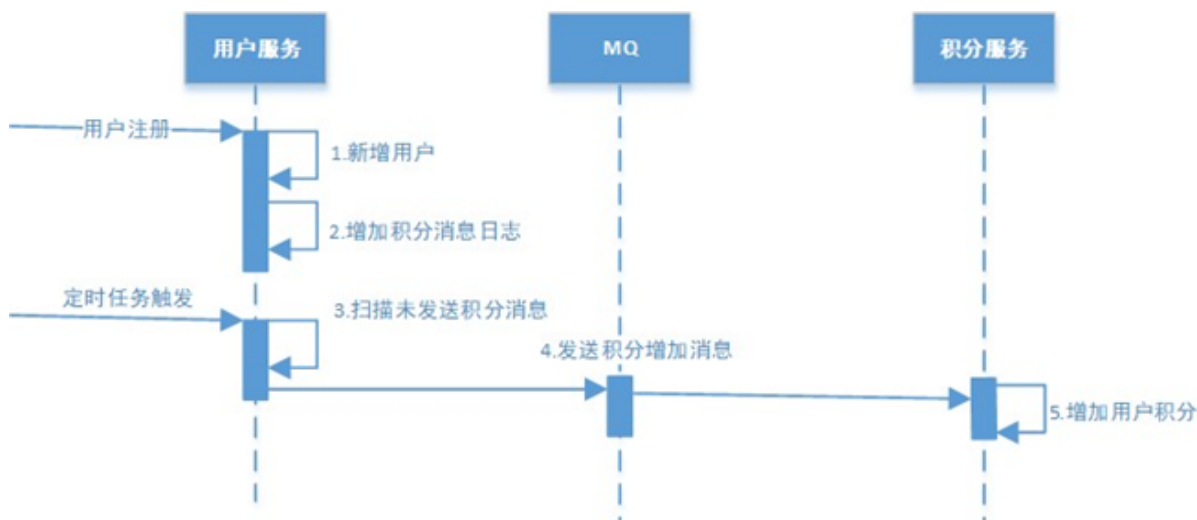 用户服务
MQ
积分服务
用户注册
1.新增用户
2.增加积分消息日志
定时任务触发
3.扫描未发送积分消息
4.发送积分增加消息
5.增加用户积分